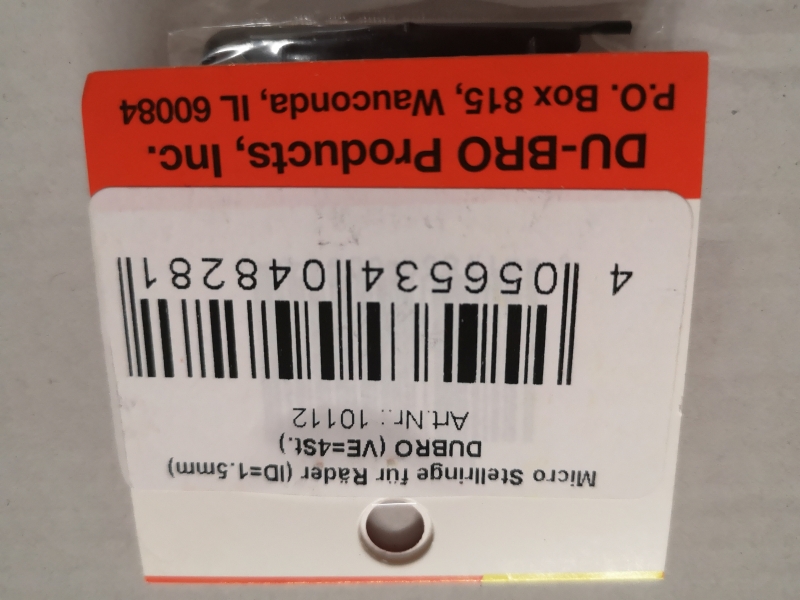 Micro Stellringe für Räder (ID=1.5mm)
DUBRO (VE=4St.)
Art.Nr.: 10112
4 056534 048281
DU-BRO Products, Inc.
P.O. Box 815, Wauconda, IL 60084